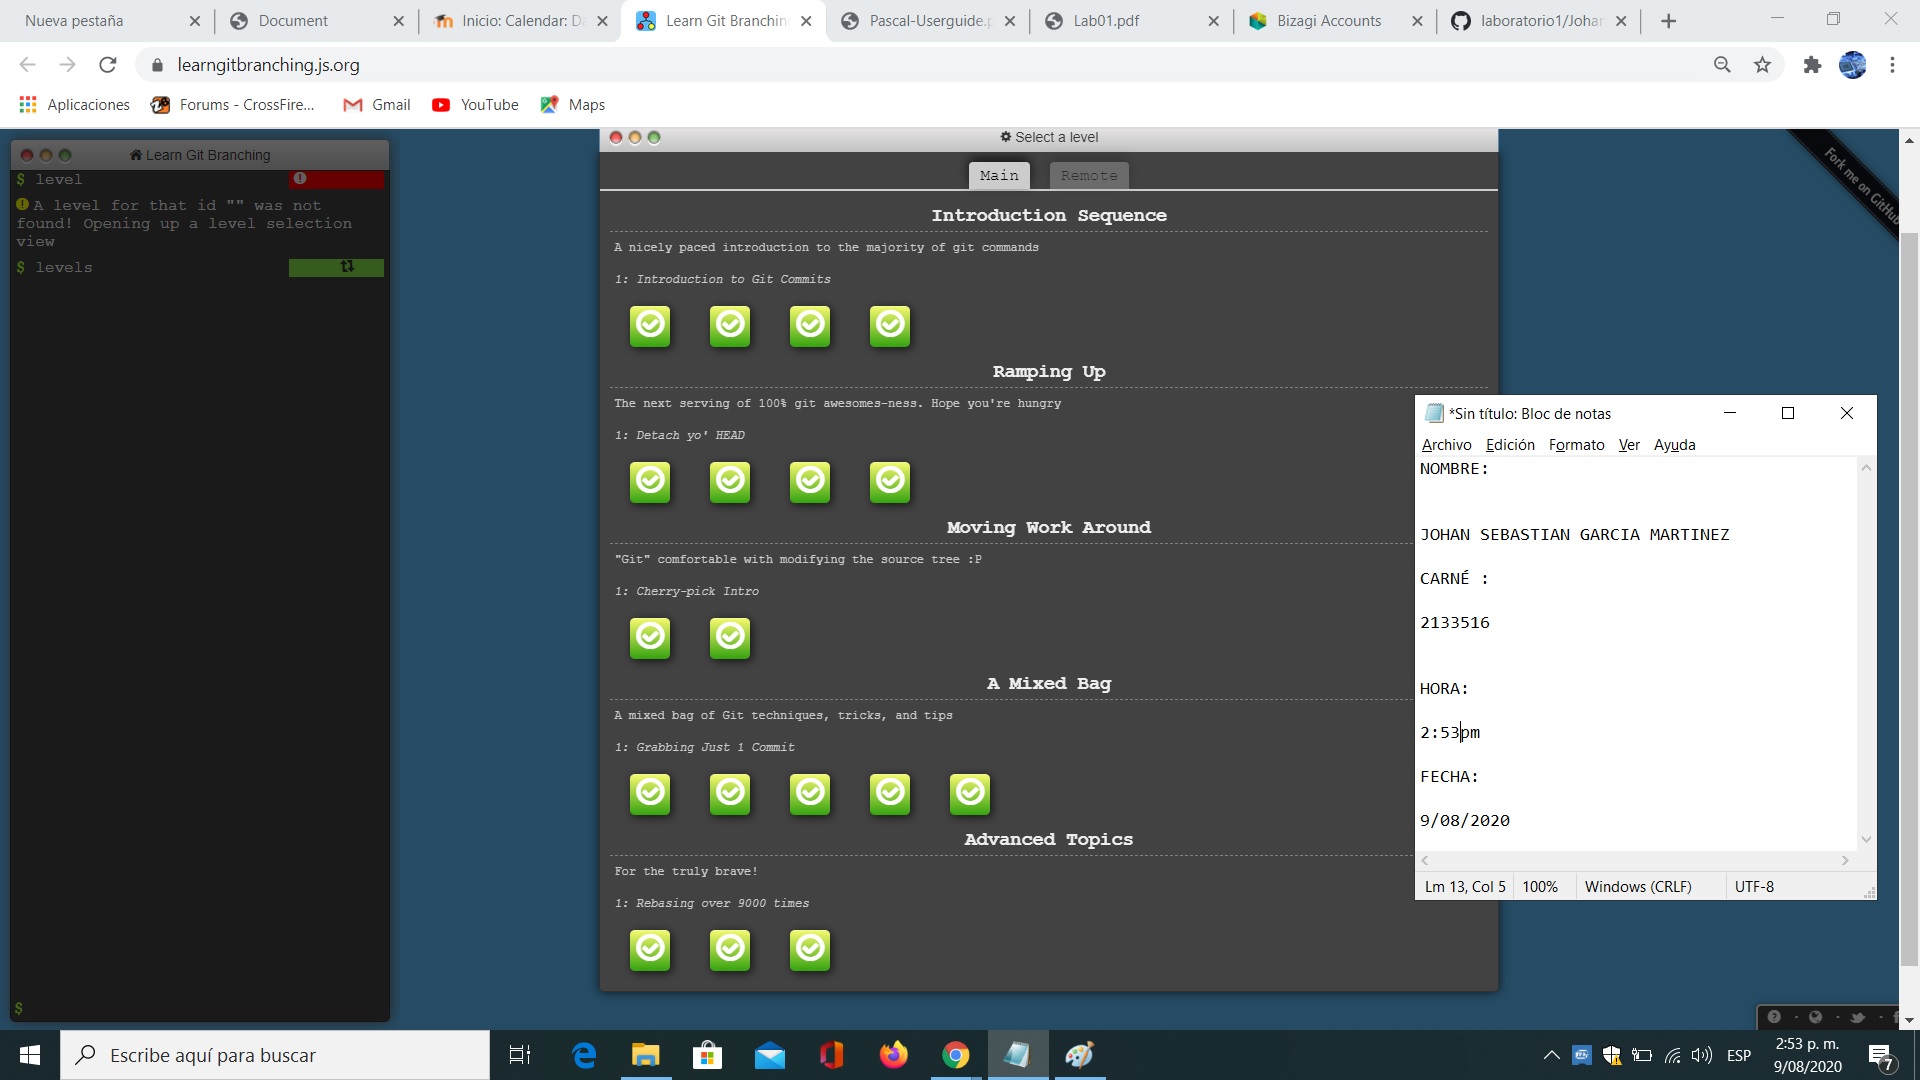 Nueva pestaña
Document
Inicio: Calendar: D
Learn Git Branchin
Pascal-Userguide.p
Lab01.pdf
Bizagi Accounts
laboratorio1/Johar
learngitbranching.js.org
Aplicaciones
Forums - CrossFire...
Gmail
YouTube
Maps
Learn Git Branching
$ level
A level for that id "" was not
found! Opening up a level selection
view
$ levels
$
Select a level
Main
Remote
Introduction Sequence
A nicely paced introduction to the majority of git commands
1: Introduction to Git Commits
Ramping Up
The next serving of 100% git awesomes-ness. Hope you're hungry
1: Detach yo' HEAD
Moving Work Around
"Git" comfortable with modifying the source tree :P
1: Cherry-pick Intro
A Mixed Bag
A mixed bag of Git techniques, tricks, and tips
1: Grabbing Just 1 Commit
Advanced Topics
For the truly brave!
1: Rebasing over 9000 times
Fork me on GitHub
*Sin título: Bloc de notas
Archivo Edición Formato Ver Ayuda
NOMBRE:
JOHAN SEBASTIAN GARCIA MARTINEZ
CARNÉ :
2133516
HORA:
2:53pm
FECHA:
9/08/2020
Lm 13, Col 5
100%
Windows (CRLF)
UTF-8
Escribe aquí para buscar
ESP
2:53 p. m.
9/08/2020
7